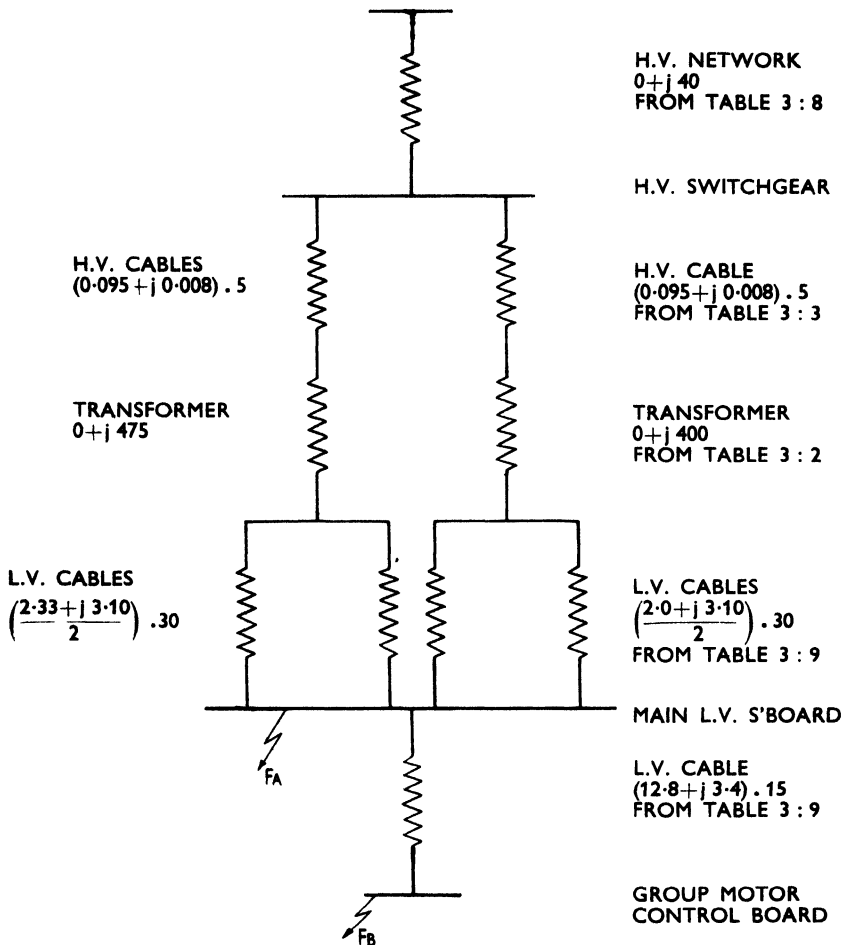 H.V. NETWORK
0+j 40
FROM TABLE 3 : 8
H.V. SWITCHGEAR
H.V. CABLES
(0·095+j 0·008) . 5
H.V. CABLE
(0·095+j 0·008) . 5
FROM TABLE 3 : 3
TRANSFORMER
0+j 475
TRANSFORMER
0+j 400
FROM TABLE 3 : 2
L.V. CABLES
(2·33+j 3·10
2) .30
L.V. CABLES
(2·0+j 3·10
2) . 30
FROM TABLE 3 : 9
MAIN L.V. S'BOARD
FA
L.V. CABLE
(12·8+j 3·4) . 15
FROM TABLE 3 : 9
GROUP MOTOR
CONTROL BOARD
FB